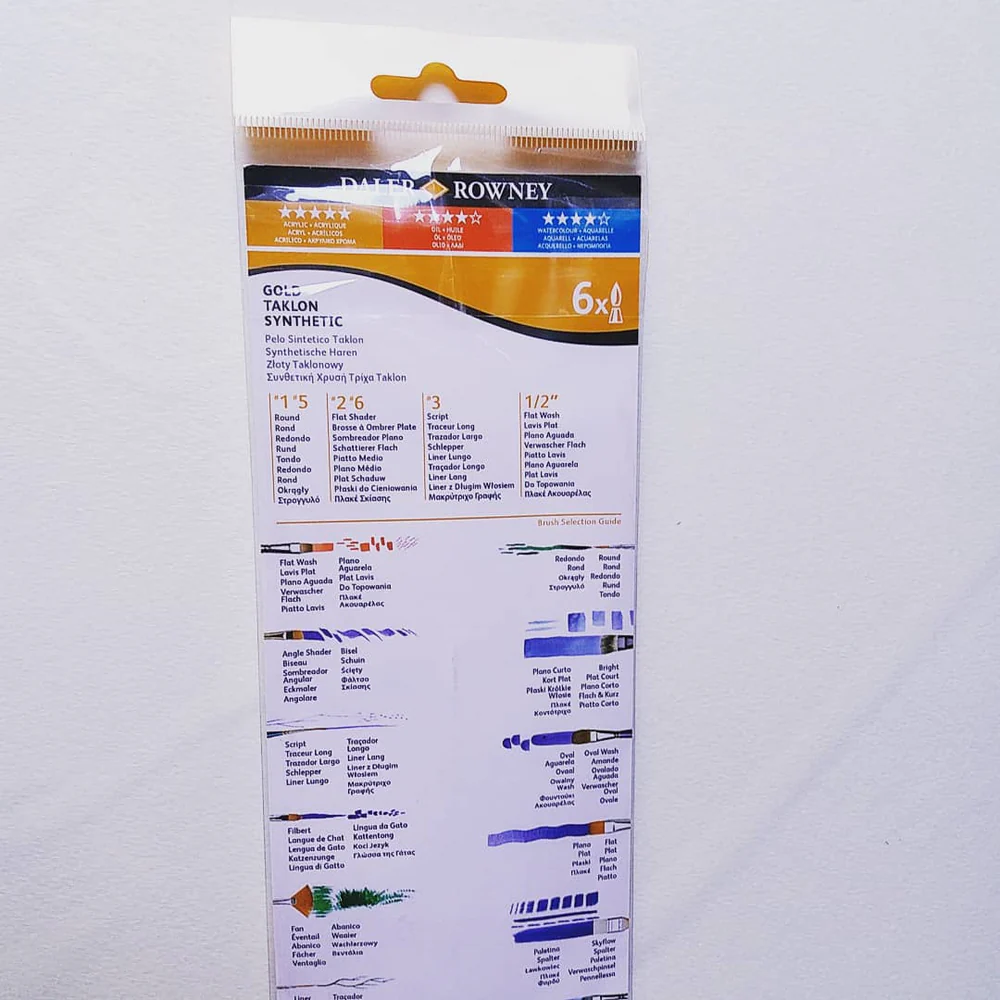 DALER ROWNEY
ACRYLIC • ACRYLIQUE
ACRYL • ACRÍLICOS
ACRILICO • ΑΚΡΥΛΙΚΟ ΧΡΩΜΑ
OIL • HUILE
ÖL • ÓLEO
OLIO • ΛΑΔΙ
WATERCOLOUR • AQUARELLE
AQUARELL • ACUARELAS
ACQUERELLO • ΝΕΡΟΜΠΟΓΙΑ
6x
GOLD
TAKLON
SYNTHETIC
Pelo Sintetico Taklon
Synthetische Haren
Złoty Taklonowy
Συνθετική Χρυσή Τρίχα Taklon
#1 #5
Round
Rond
Redondo
Rund
Tondo
Redondo
Rond
Okrągły
Στρογγυλό
#2 #6
Flat Shader
Brosse à Ombrer Plate
Sombreador Plano
Schattierer Flach
Piatto Medio
Plano Médio
Plat Schaduw
Płaski do Cieniowania
Πλακέ Σκίασης
#3
Script
Traceur Long
Trazador Largo
Schlepper
Liner Lungo
Traçador Longo
Liner Lang
Liner z Długim Włosiem
Μακρύτριχο Γραφής
1/2"
Flat Wash
Lavis Plat
Plano Aguada
Verwascher Flach
Piatto Lavis
Plano Aguarela
Plat Lavis
Do Topowania
Πλακέ Ακουαρέλας
Brush Selection Guide
Flat Wash
Lavis Plat
Plano Aguada
Verwascher
Flach
Piatto Lavis
Plano
Aguarela
Plat Lavis
Do Topowania
Πλακέ
Ακουαρέλας
Redondo
Rond
Okrągły
Στρογγυλό
Round
Rond
Redondo
Rund
Tondo
Angle Shader
Biseau
Sombreador
Angular
Eckmaler
Angolare
Bisel
Schuin
Ścięty
Φάλτσο
Σκίασης
Plano Curto
Kort Plat
Płaski Krótkie
Włosie
Πλακέ
Κοντότριχο
Bright
Plat Court
Plano Corto
Flach & Kurz
Piatto Corto
Script
Traceur Long
Trazador Largo
Schlepper
Liner Lungo
Traçador
Longo
Liner Lang
Liner z Długim
Włosiem
Μακρύτριχο
Γραφής
Oval
Aguarela
Ovaal
Owalny
Wash
Φουντούκι
Ακουαρέλας
Oval Wash
Amande
Ovalado
Aguada
Verwascher
Oval
Ovale
Filbert
Langue de Chat
Lengua de Gato
Katzenzunge
Lingua di Gatto
Lingua da Gato
Kattentong
Koci Jezyk
Γλώσσα της Γάτας
Plano
Plat
Płaski
Πλακέ
Flat
Plat
Plano
Flach
Piatto
Fan
Éventail
Abanico
Fächer
Ventaglio
Abanico
Waaier
Wachlarzowy
Βεντάλια
Paletina
Spalter
Ławkowiec
Πλακέ
Φαρδύ
Skyflow
Spalter
Paletina
Verwaschpinsel
Pennellessa
Liner
Traçador